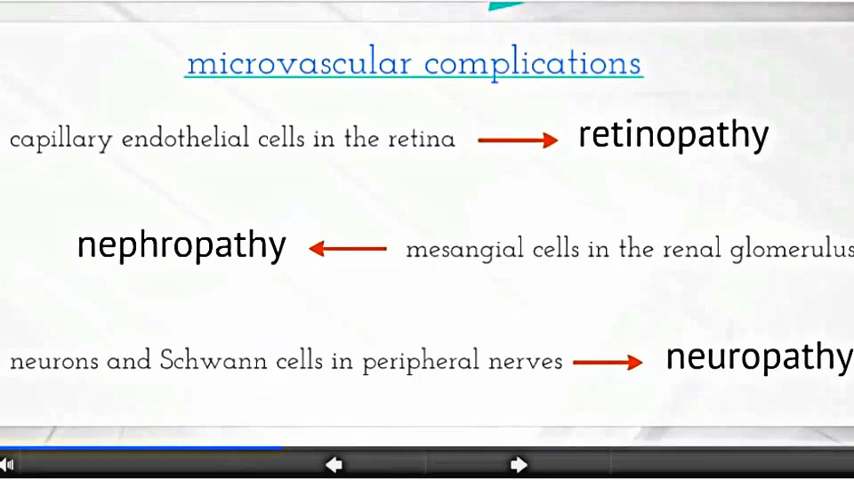 microvascular complications
capillary endothelial cells in the retina → retinopathy
nephropathy ← mesangial cells in the renal glomerulus
neurons and Schwann cells in peripheral nerves → neuropathy